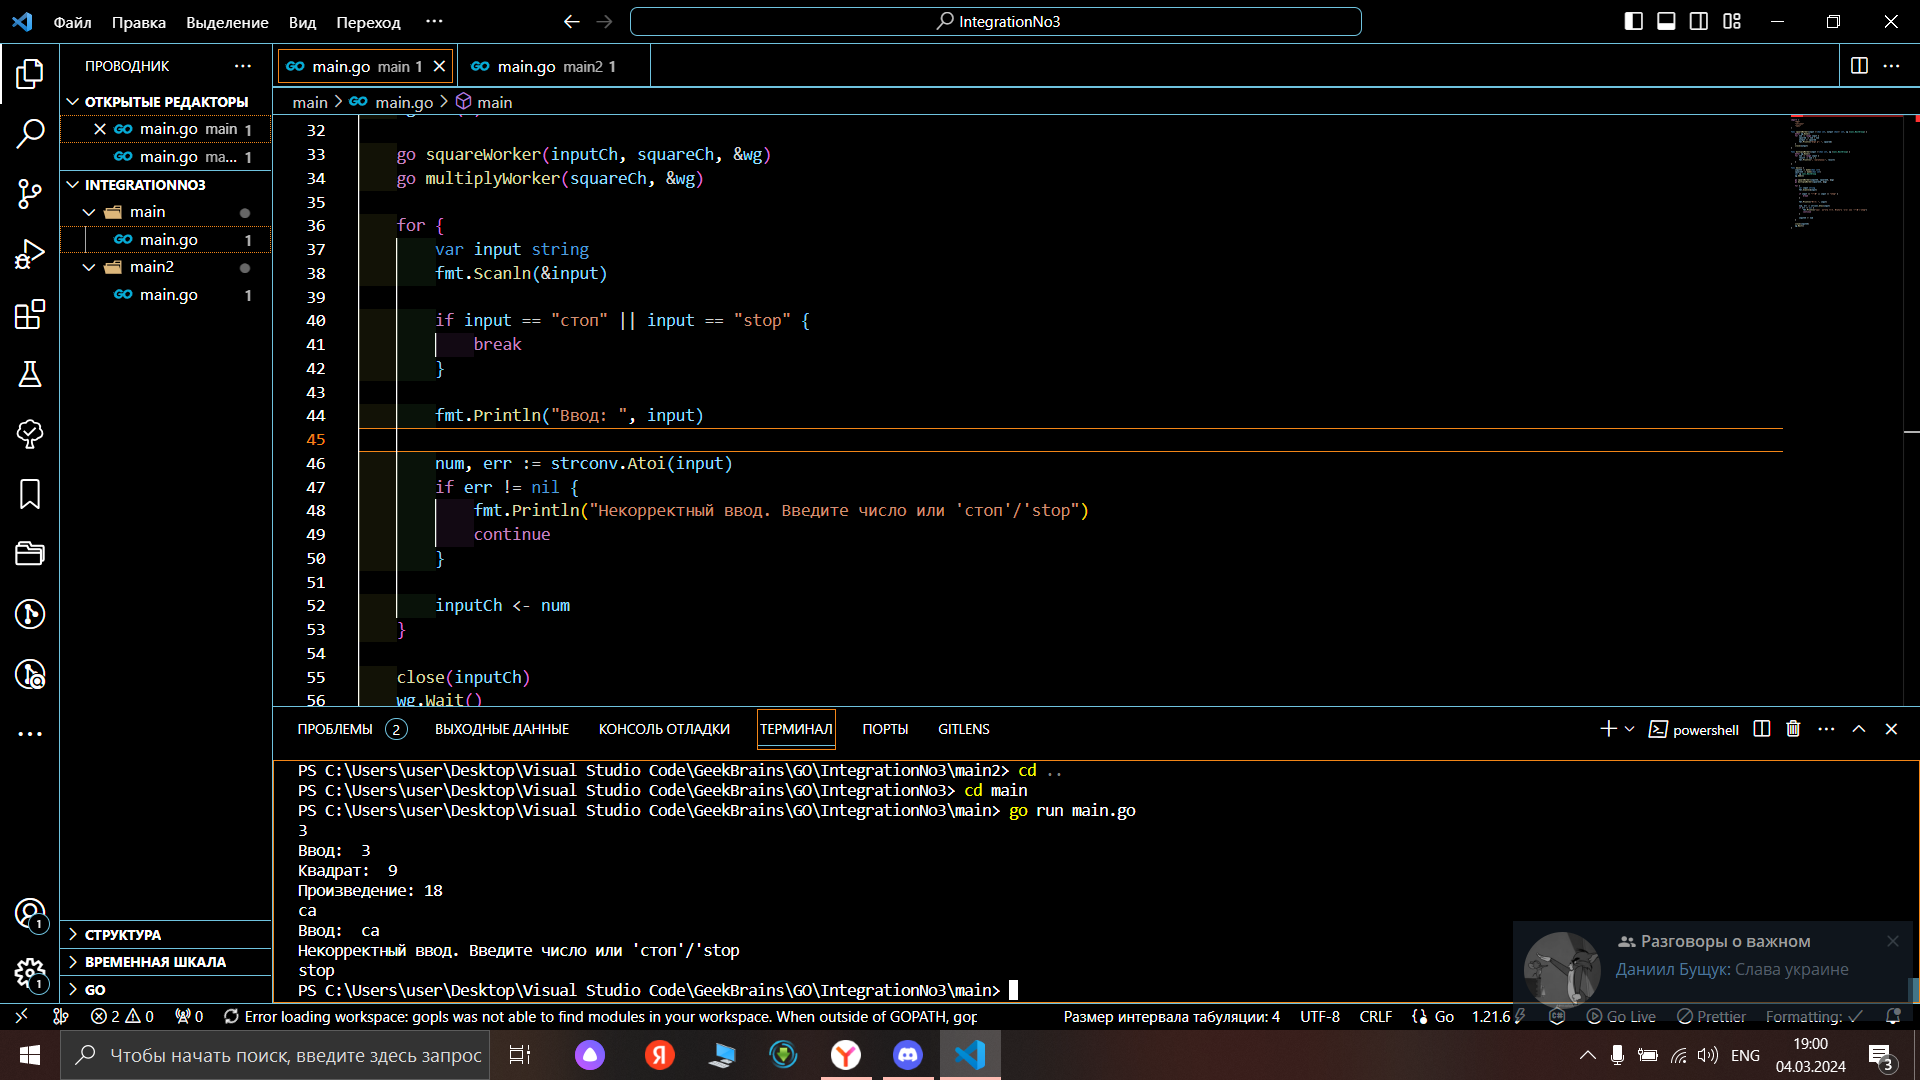 Файл Правка Выделение Вид Переход ··· IntegrationNo3
ПРОВОДНИК ···
ОТКРЫТЫЕ РЕДАКТОРЫ
main.go main 1
main.go ma... 1
INTEGRATIONNO3
main
main.go 1
main2
main.go 1
СТРУКТУРА
ВРЕМЕННАЯ ШКАЛА
GO
main.go main 1
main.go main2 1
main > main.go > main
32
33 go squareWorker(inputCh, squareCh, &wg)
34 go multiplyWorker(squareCh, &wg)
35
36 for {
37 var input string
38 fmt.Scanln(&input)
39
40 if input == "стоп" || input == "stop" {
41 break
42 }
43
44 fmt.Println("Ввод: ", input)
45
46 num, err := strconv.Atoi(input)
47 if err != nil {
48 fmt.Println("Некорректный ввод. Введите число или 'стоп'/'stop")
49 continue
50 }
51
52 inputCh <- num
53 }
54
55 close(inputCh)
56 wg.Wait()
ПРОБЛЕМЫ 2 ВЫХОДНЫЕ ДАННЫЕ КОНСОЛЬ ОТЛАДКИ ТЕРМИНАЛ ПОРТЫ GITLENS powershell
PS C:\Users\user\Desktop\Visual Studio Code\GeekBrains\GO\IntegrationNo3\main2> cd ..
PS C:\Users\user\Desktop\Visual Studio Code\GeekBrains\GO\IntegrationNo3> cd main
PS C:\Users\user\Desktop\Visual Studio Code\GeekBrains\GO\IntegrationNo3\main> go run main.go
3
Ввод:  3
Квадрат:  9
Произведение: 18
са
Ввод:  са
Некорректный ввод. Введите число или 'стоп'/'stop
stop
PS C:\Users\user\Desktop\Visual Studio Code\GeekBrains\GO\IntegrationNo3\main>
Разговоры о важном
Даниил Бущук: Слава украине
2 0 0 Error loading workspace: gopls was not able to find modules in your workspace. When outside of GOPATH, gop Размер интервала табуляции: 4 UTF-8 CRLF Go 1.21.6 Go Live Prettier Formatting: ✓
Чтобы начать поиск, введите здесь запрос
ENG
19:00
04.03.2024
3